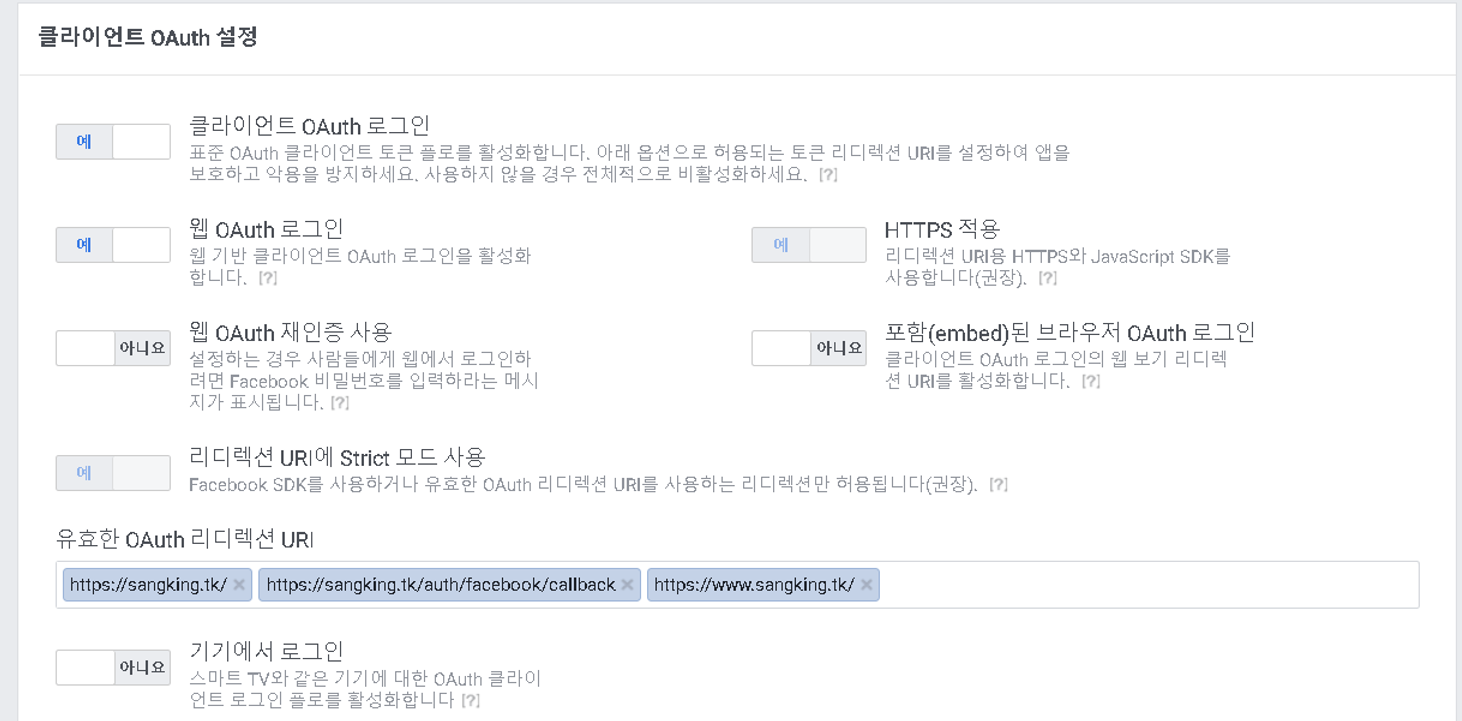 클라이언트 OAuth 설정
예
클라이언트 OAuth 로그인
표준 OAuth 클라이언트 토큰 플로를 활성화합니다. 아래 옵션으로 허용되는 토큰 리디렉션 URI를 설정하여 앱을
보호하고 악용을 방지하세요. 사용하지 않을 경우 전체적으로 비활성화하세요. [?]
예
웹 OAuth 로그인
웹 기반 클라이언트 OAuth 로그인을 활성화
합니다. [?]
예
HTTPS 적용
리디렉션 URI용 HTTPS와 JavaScript SDK를
사용합니다(권장). [?]
아니요
웹 OAuth 재인증 사용
설정하는 경우 사람들에게 웹에서 로그인하
려면 Facebook 비밀번호를 입력하라는 메시
지가 표시됩니다. [?]
아니요
포함(embed)된 브라우저 OAuth 로그인
클라이언트 OAuth 로그인의 웹 보기 리디렉
션 URI를 활성화합니다. [?]
예
리디렉션 URI에 Strict 모드 사용
Facebook SDK를 사용하거나 유효한 OAuth 리디렉션 URI를 사용하는 리디렉션만 허용됩니다(권장). [?]
유효한 OAuth 리디렉션 URI
https://sangking.tk/ × https://sangking.tk/auth/facebook/callback × https://www.sangking.tk/ ×
아니요
기기에서 로그인
스마트 TV와 같은 기기에 대한 OAuth 클라이
언트 로그인 플로를 활성화합니다 [?]